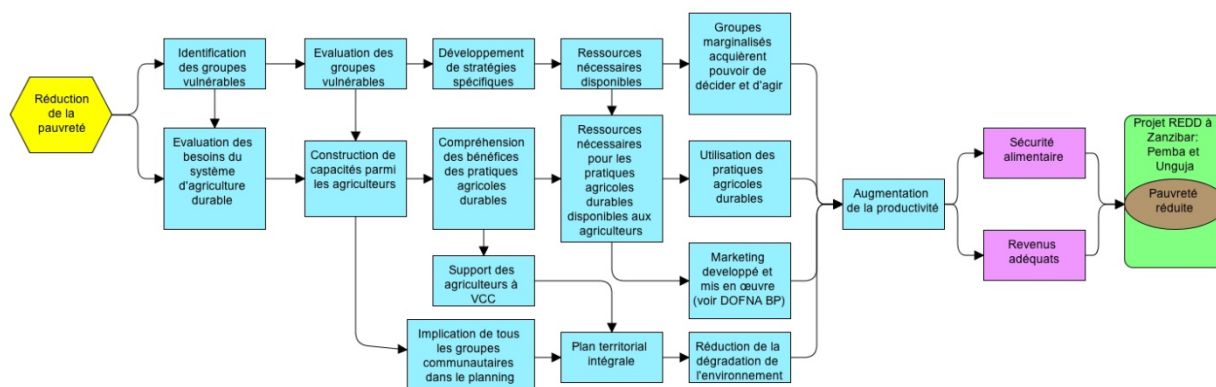 Réduction
de la
pauvreté
Identification
des groupes
vulnérables
Evaluation des
groupes
vulnérables
Développement
de stratégies
spécifiques
Ressources
nécessaires
disponibles
Groupes
marginalisés
acquièrent
pouvoir de
décider et d'agir
Evaluation des
besoins du
système
d'agriculture
durable
Construction de
capacités parmi
les agriculteurs
Compréhension
des bénéfices
des pratiques
agricoles
durables
Ressources
nécessaires
pour les
pratiques
agricoles
durables
disponibles aux
agriculteurs
Utilisation des
pratiques
agricoles
durables
Support des
agriculteurs à
VCC
Marketing
developpé et
mis en œuvre
(voir DOFNA BP)
Implication de tous
les groupes
communautaires
dans le planning
Plan territorial
intégrale
Réduction de la
dégradation de
l'environnement
Augmentation
de la productivité
Sécurité
alimentaire
Revenus
adéquats
Projet REDD à
Zanzibar:
Pemba et
Unguja
Pauvreté
réduite